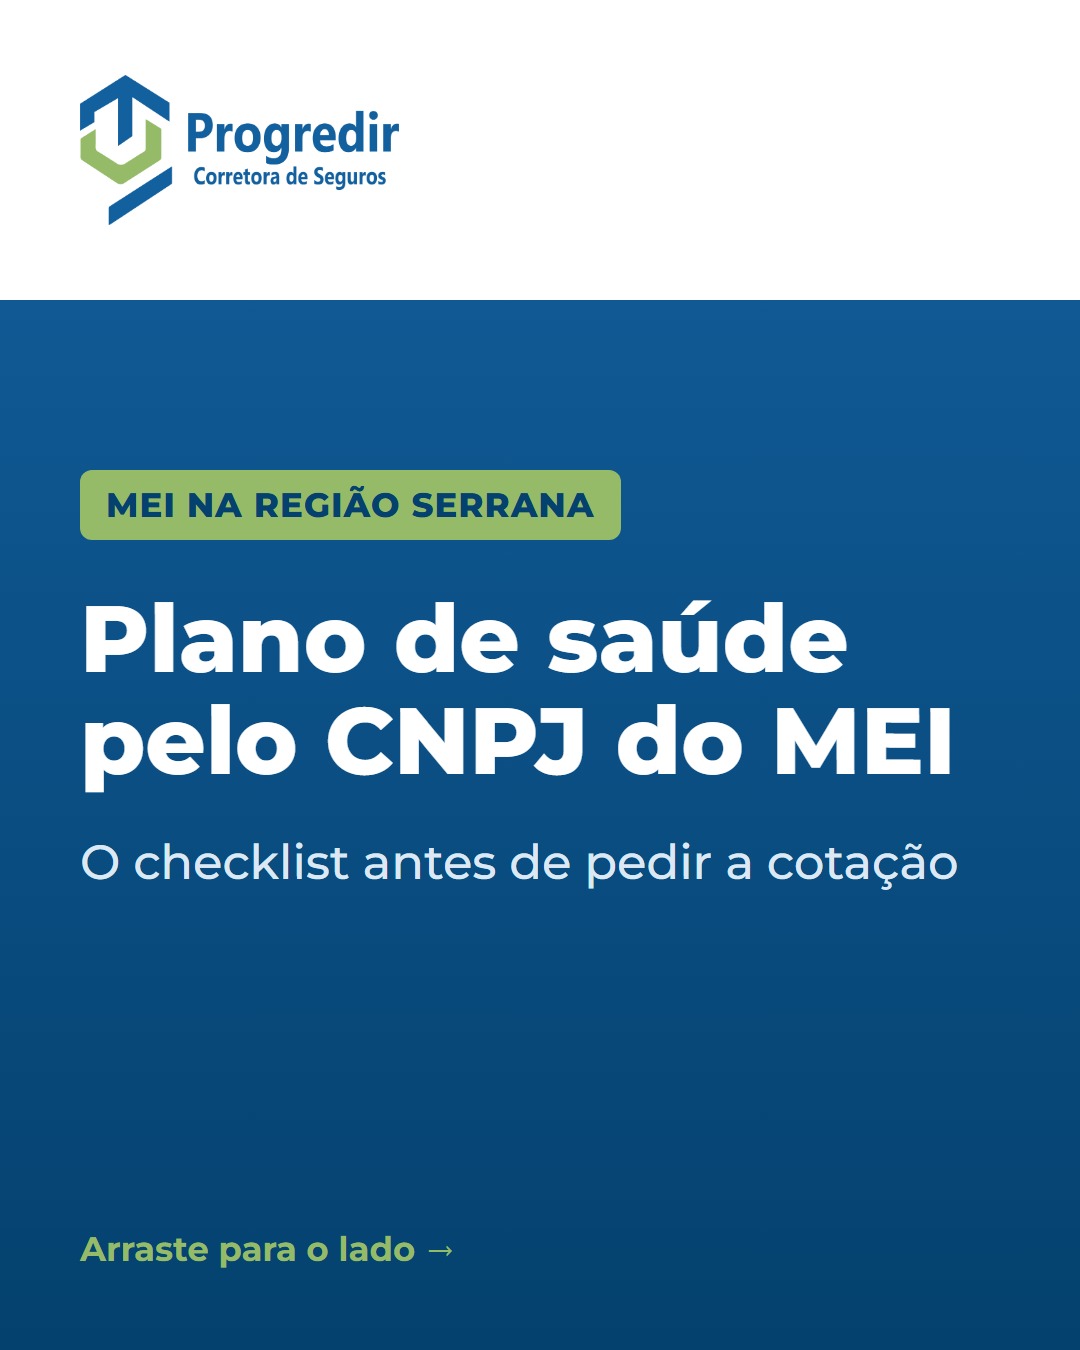 Progredir
Corretora de Seguros
MEI NA REGIÃO SERRANA
Plano de saúde
pelo CNPJ do MEI
O checklist antes de pedir a cotação
Arraste para o lado →